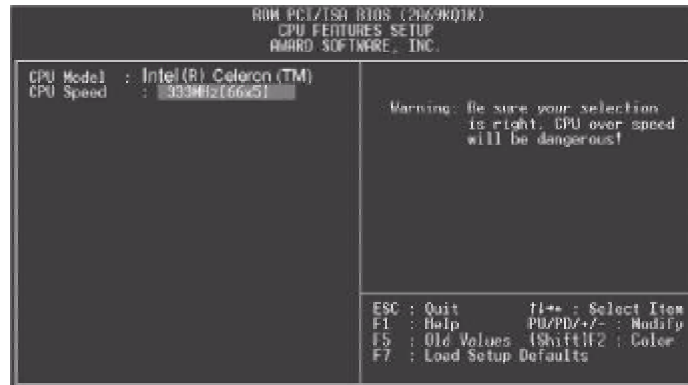 ROM PCI/ISA BIOS (2A69KQ1K)
CPU FEATURES SETUP
AWARD SOFTWARE, INC.
CPU Model : Intel (R) Celeron (TM)
CPU Speed : 333MHz[66x5]
Warning: Be sure your selection
is right. CPU over speed
will be dangerous!
ESC : Quit ↑↓→← : Select Item
F1 : Help PU/PD/+/- : Modify
F5 : Old Values (Shift)F2 : Color
F7 : Load Setup Defaults